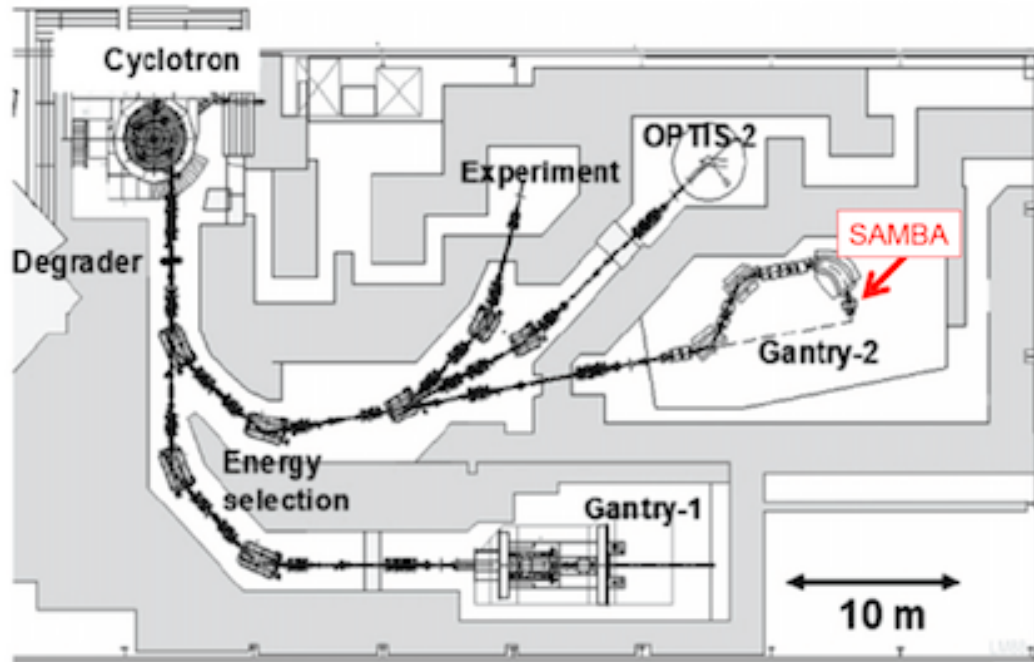 Cyclotron
OPTIS-2
Experiment
SAMBA
Degrader
Gantry-2
Energy
selection
Gantry-1
10 m